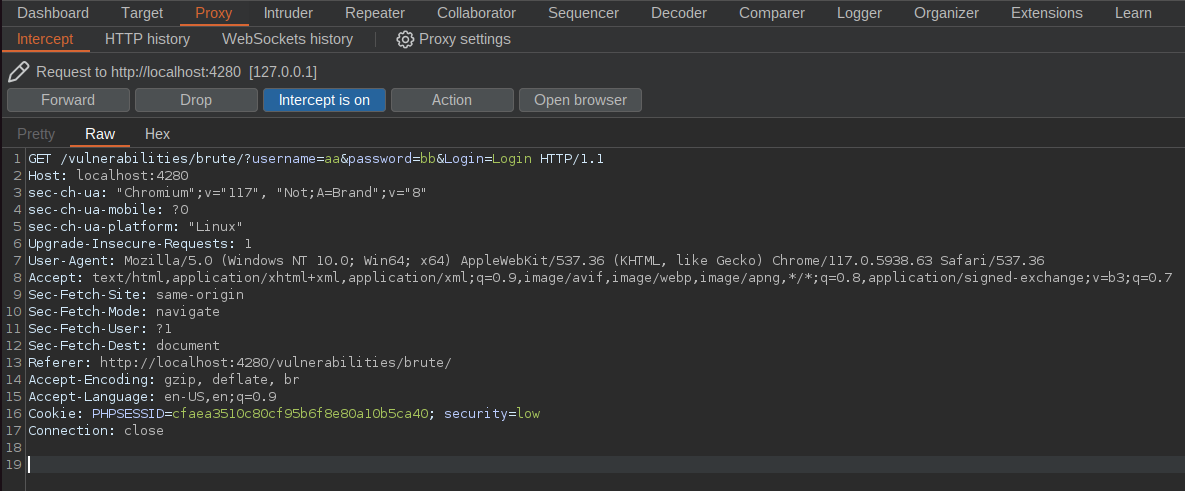 Dashboard Target Proxy Intruder Repeater Collaborator Sequencer Decoder Comparer Logger Organizer Extensions Learn
Intercept HTTP history WebSockets history Proxy settings
Request to http://localhost:4280 [127.0.0.1]
Forward Drop Intercept is on Action Open browser
Pretty Raw Hex
1 GET /vulnerabilities/brute/?username=aa&password=bb&Login=Login HTTP/1.1
2 Host: localhost:4280
3 sec-ch-ua: "Chromium";v="117", "Not;A=Brand";v="8"
4 sec-ch-ua-mobile: ?0
5 sec-ch-ua-platform: "Linux"
6 Upgrade-Insecure-Requests: 1
7 User-Agent: Mozilla/5.0 (Windows NT 10.0; Win64; x64) AppleWebKit/537.36 (KHTML, like Gecko) Chrome/117.0.5938.63 Safari/537.36
8 Accept: text/html,application/xhtml+xml,application/xml;q=0.9,image/avif,image/webp,image/apng,*/*;q=0.8,application/signed-exchange;v=b3;q=0.7
9 Sec-Fetch-Site: same-origin
10 Sec-Fetch-Mode: navigate
11 Sec-Fetch-User: ?1
12 Sec-Fetch-Dest: document
13 Referer: http://localhost:4280/vulnerabilities/brute/
14 Accept-Encoding: gzip, deflate, br
15 Accept-Language: en-US,en;q=0.9
16 Cookie: PHPSESSID=cfaea3510c80cf95b6f8e80a10b5ca40; security=low
17 Connection: close
18
19